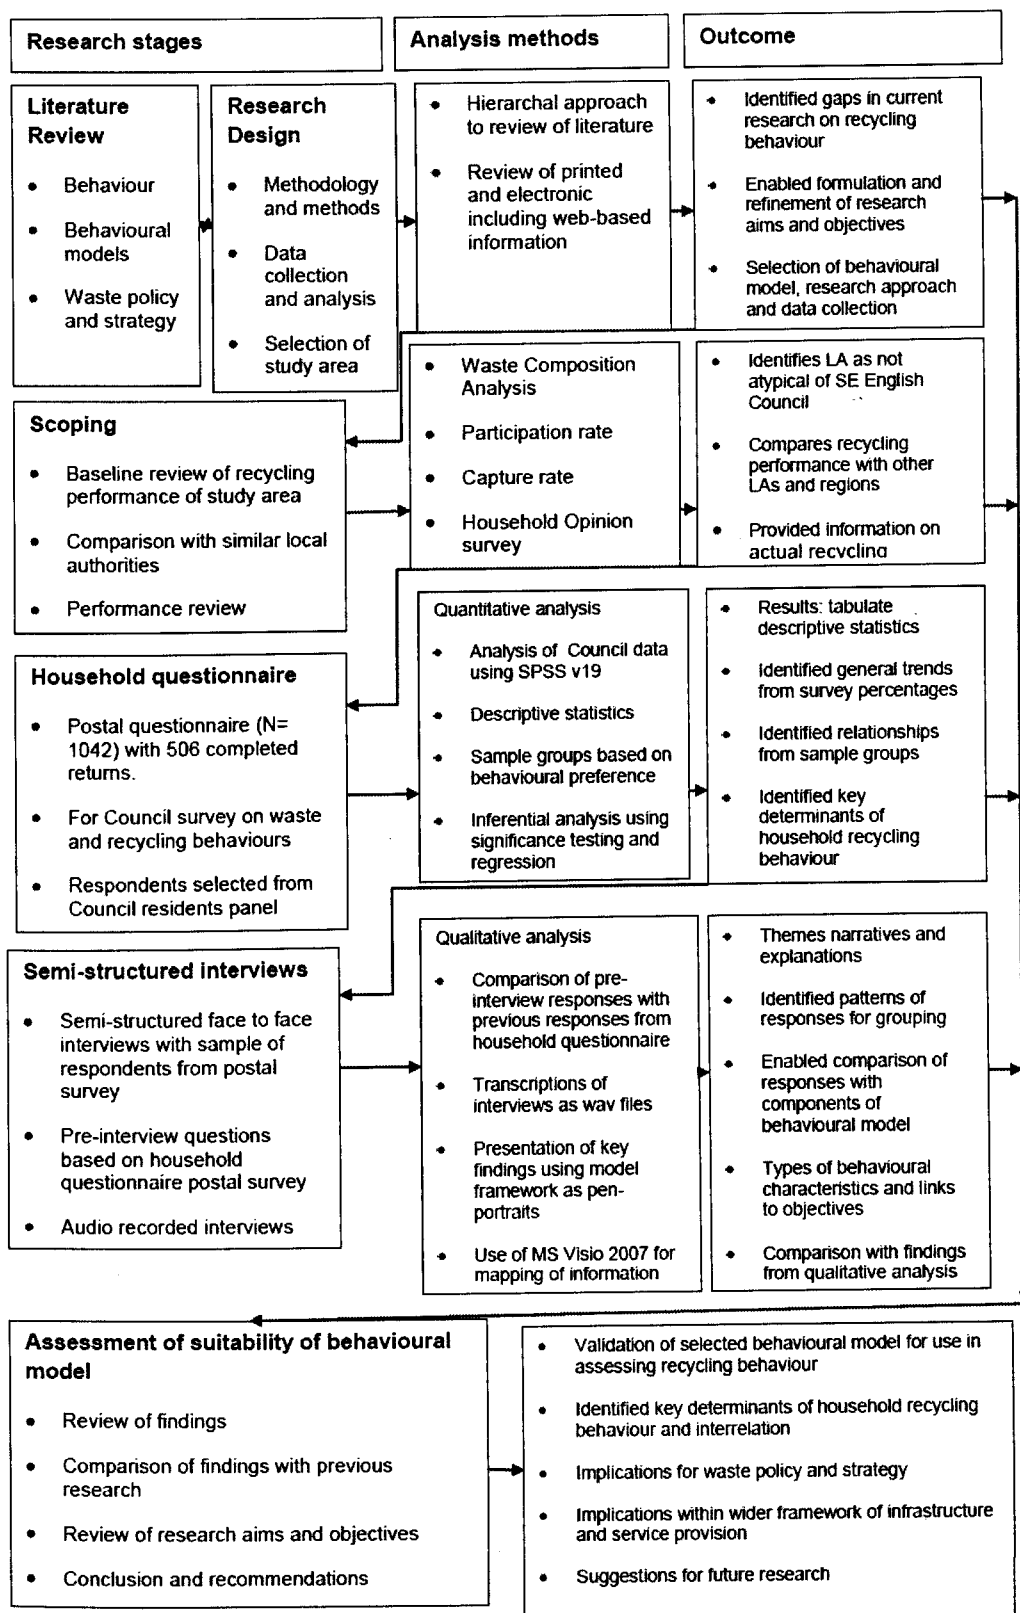 Research stages
Analysis methods
Outcome
Literature
Review
• Behaviour
• Behavioural
models
• Waste policy
and strategy
Research
Design
• Methodology
and methods
• Data
collection
and analysis
• Selection of
study area
• Hierarchal approach
to review of literature
• Review of printed
and electronic
including web-based
information
• Identified gaps in current
research on recycling
behaviour
• Enabled formulation and
refinement of research
aims and objectives
• Selection of behavioural
model, research approach
and data collection
Scoping
• Baseline review of recycling
performance of study area
• Comparison with similar local
authorities
• Performance review
• Waste Composition
Analysis
• Participation rate
• Capture rate
• Household Opinion
survey
• Identifies LA as not
atypical of SE English
Council
• Compares recycling
performance with other
LAs and regions
• Provided information on
actual recycling
Household questionnaire
• Postal questionnaire (N=
1042) with 506 completed
returns.
• For Council survey on waste
and recycling behaviours
• Respondents selected from
Council residents panel
Quantitative analysis
• Analysis of Council data
using SPSS v19
• Descriptive statistics
• Sample groups based on
behavioural preference
• Inferential analysis using
significance testing and
regression
• Results: tabulate
descriptive statistics
• Identified general trends
from survey percentages
• Identified relationships
from sample groups
• Identified key
determinants of
household recycling
behaviour
Semi-structured interviews
• Semi-structured face to face
interviews with sample of
respondents from postal
survey
• Pre-interview questions
based on household
questionnaire postal survey
• Audio recorded interviews
Qualitative analysis
• Comparison of pre-
interview responses with
previous responses from
household questionnaire
• Transcriptions of
interviews as wav files
• Presentation of key
findings using model
framework as pen-
portraits
• Use of MS Visio 2007 for
mapping of information
• Themes narratives and
explanations
• Identified patterns of
responses for grouping
• Enabled comparison of
responses with
components of
behavioural model
• Types of behavioural
characteristics and links
to objectives
• Comparison with findings
from qualitative analysis
Assessment of suitability of behavioural
model
• Review of findings
• Comparison of findings with previous
research
• Review of research aims and objectives
• Conclusion and recommendations
• Validation of selected behavioural model for use in
assessing recycling behaviour
• Identified key determinants of household recycling
behaviour and interrelation
• Implications for waste policy and strategy
• Implications within wider framework of infrastructure
and service provision
• Suggestions for future research